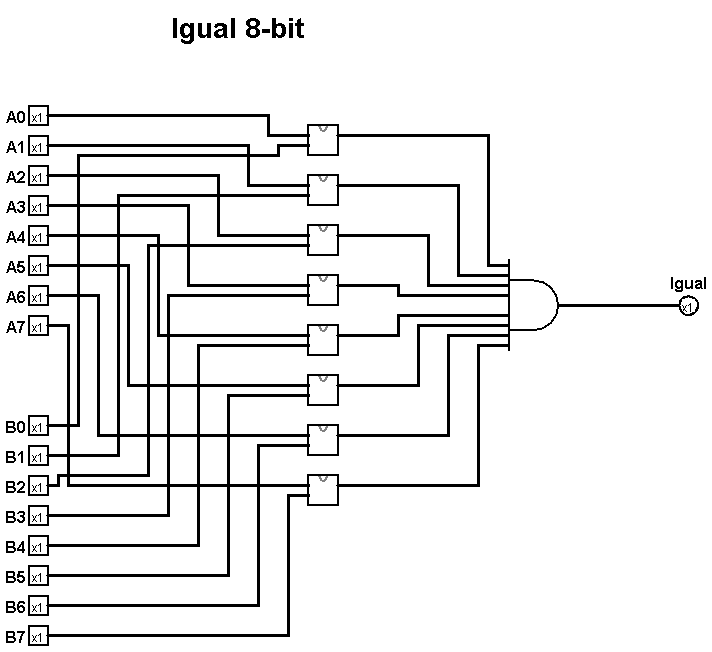 Igual 8-bit
A0 x1
A1 x1
A2 x1
A3 x1
A4 x1
A5 x1
A6 x1
A7 x1
Igual
x1
B0 x1
B1 x1
B2 x1
B3 x1
B4 x1
B5 x1
B6 x1
B7 x1